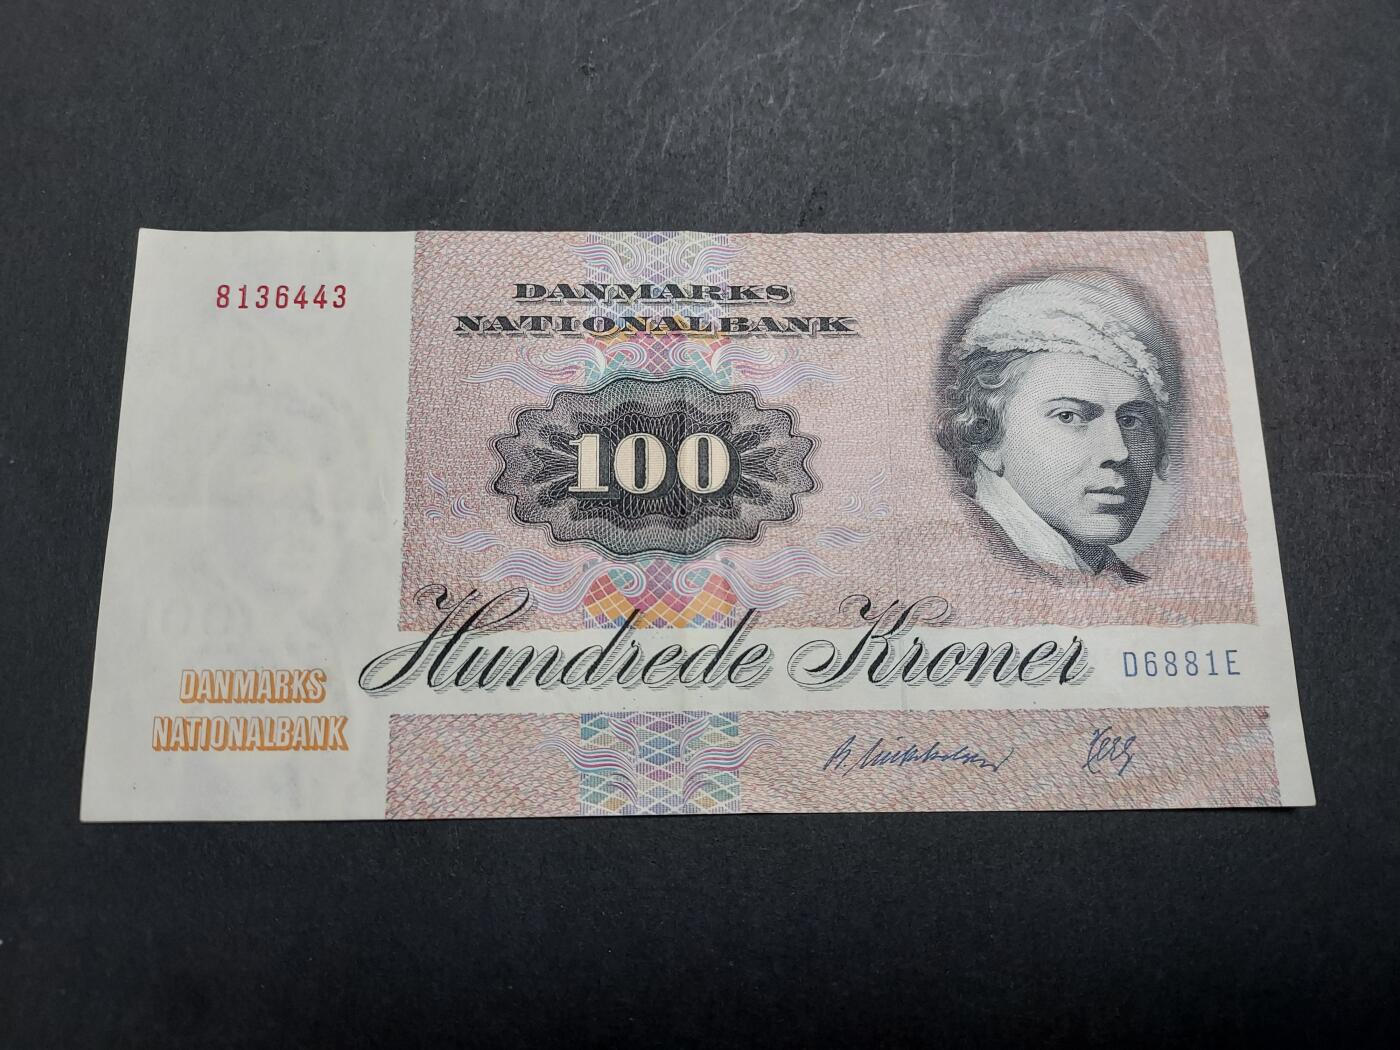 8136443
DANMARKS
NATIONALBANK
100
Hundrede Kroner
D6881E
DANMARKS
NATIONALBANK